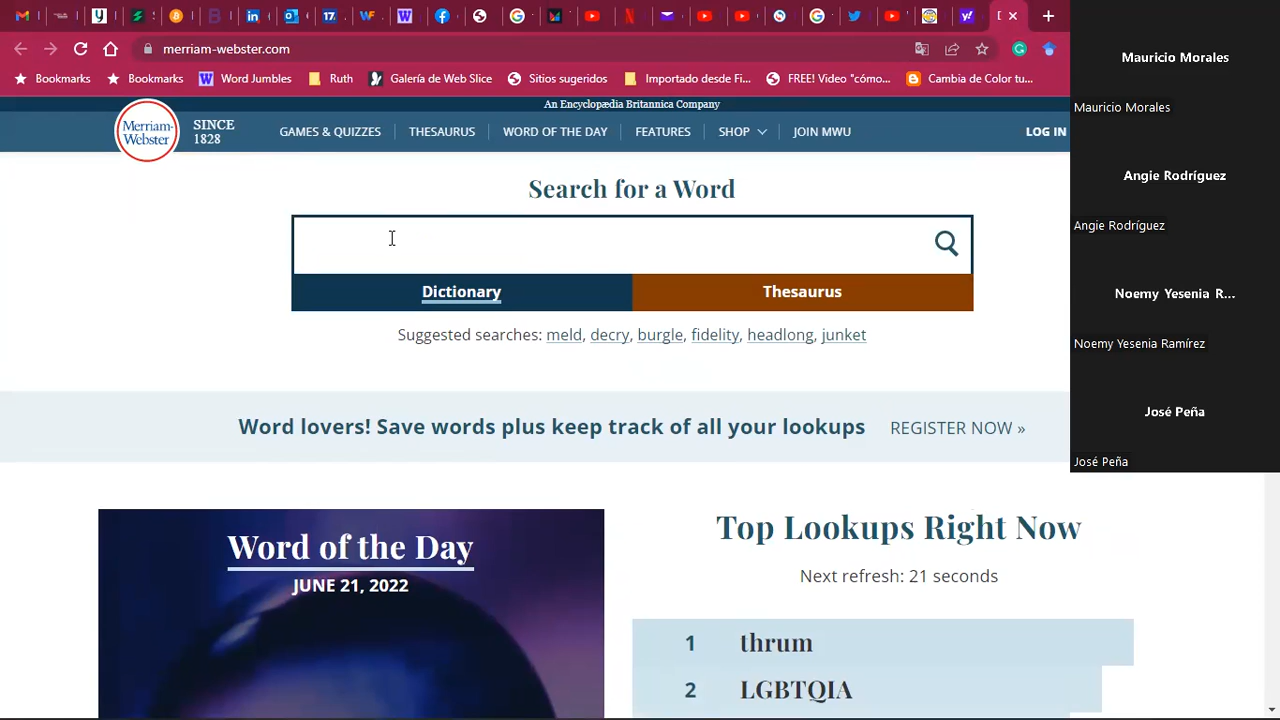 merriam-webster.com
Bookmarks
Bookmarks
Word Jumbles
Ruth
Galería de Web Slice
Sitios sugeridos
Importado desde Fi...
FREE! Video "cómo...
Cambia de Color tu...
An Encyclopædia Britannica Company
Merriam-
Webster
SINCE
1828
GAMES & QUIZZES
THESAURUS
WORD OF THE DAY
FEATURES
SHOP
JOIN MWU
LOG IN
Search for a Word
Dictionary
Thesaurus
Suggested searches: meld, decry, burgle, fidelity, headlong, junket
Word lovers! Save words plus keep track of all your lookups
REGISTER NOW »
Word of the Day
JUNE 21, 2022
Top Lookups Right Now
Next refresh: 21 seconds
1 thrum
2 LGBTQIA
Mauricio Morales
Mauricio Morales
Angie Rodríguez
Angie Rodríguez
Noemy Yesenia R...
Noemy Yesenia Ramírez
José Peña
José Peña